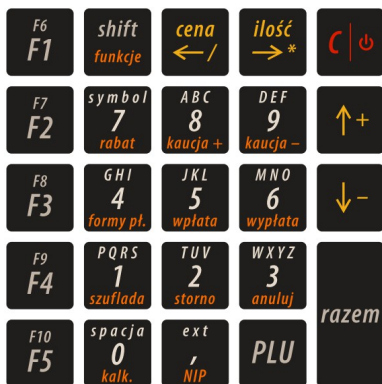 F6
F1
shift
funkcje
cena
←/
ilość
→*
C|⏻
F7
F2
symbol
7
rabat
ABC
8
kaucja +
DEF
9
kaucja –
↑+
F8
F3
GHI
4
formy pł.
JKL
5
wpłata
MNO
6
wypłata
↓–
F9
F4
PQRS
1
szuflada
TUV
2
storno
WXYZ
3
anuluj
razem
F10
F5
spacja
0
kalk.
ext
,
NIP
PLU